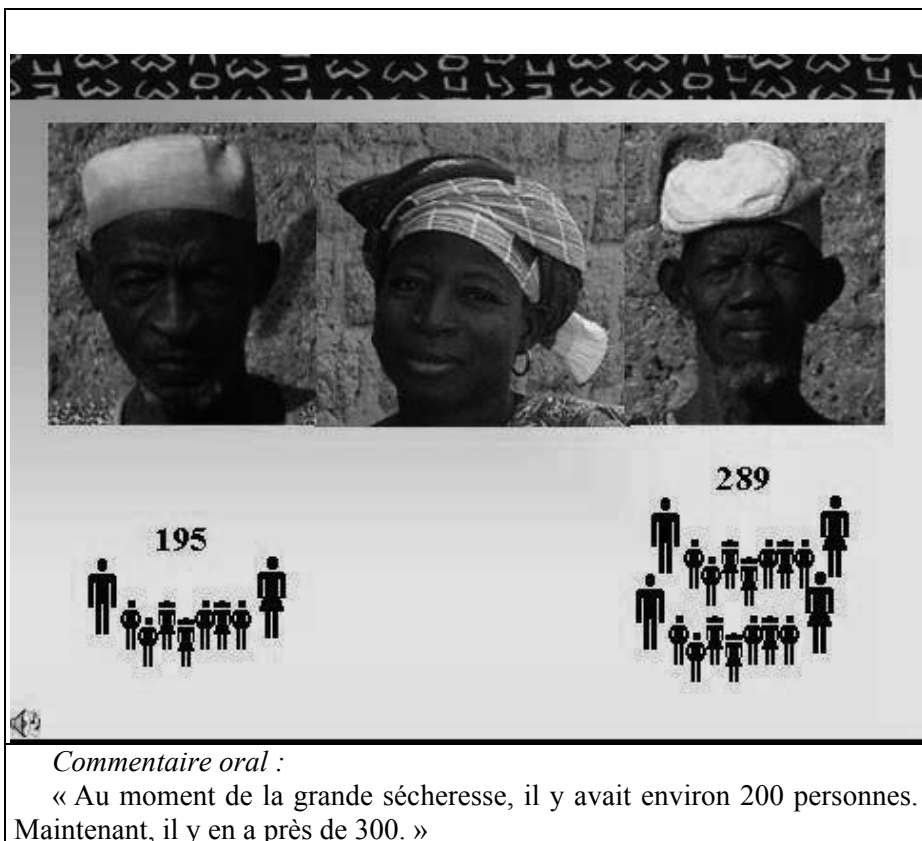 195
289
Commentaire oral :
« Au moment de la grande sécheresse, il y avait environ 200 personnes.
Maintenant, il y en a près de 300. »